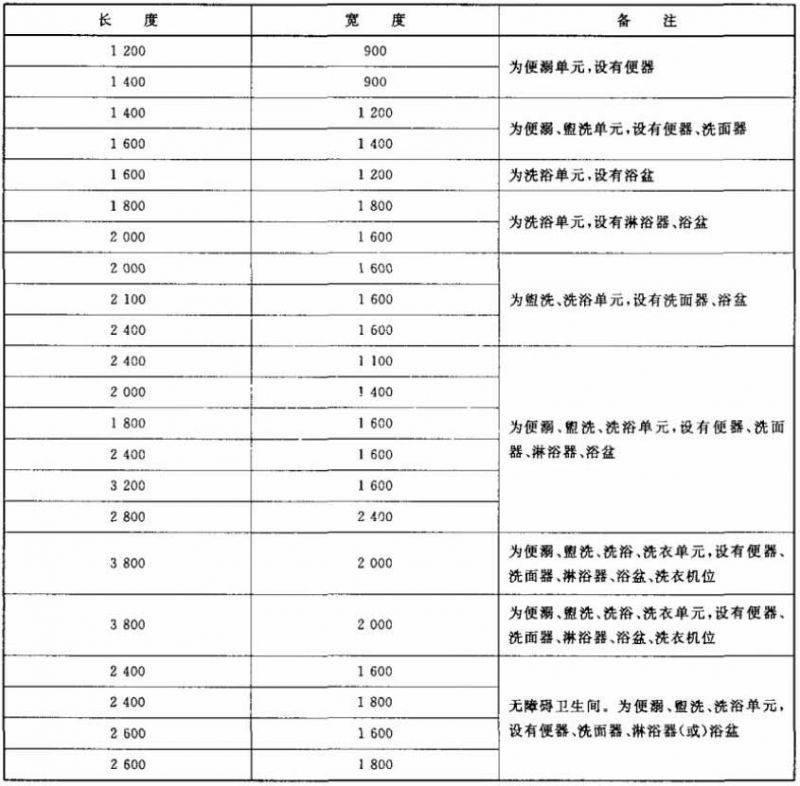 长 度 宽 度 备 注
1 200 900
为便溺单元,设有便器
1 400 900
1 400 1 200
为便溺、盥洗单元,设有便器、洗面器
1 600 1 400
1 600 1 200 为洗浴单元,设有浴盆
1 800 1 800
为洗浴单元,设有淋浴器、浴盆
2 000 1 600
2 000 1 600
2 100 1 600 为盥洗、洗浴单元,设有洗面器、浴盆
2 400 1 600
2 400 1 100
2 000 1 400
1 800 1 600
为便溺、盥洗、洗浴单元,设有便器、洗面
2 400 1 600
器、淋浴器、浴盆
3 200 1 600
2 800 2 400
为便溺、盥洗、洗浴、洗衣单元,设有便器、
3 800 2 000
洗面器、淋浴器、浴盆、洗衣机位
为便溺、盥洗、洗浴、洗衣单元,设有便器、
3 800 2 000
洗面器、淋浴器、浴盆、洗衣机位
2 400 1 600
2 400 1 800
无障碍卫生间。为便溺、盥洗、洗浴单元,
设有便器、洗面器、淋浴器(或)浴盆
2 600 1 600
2 600 1 800